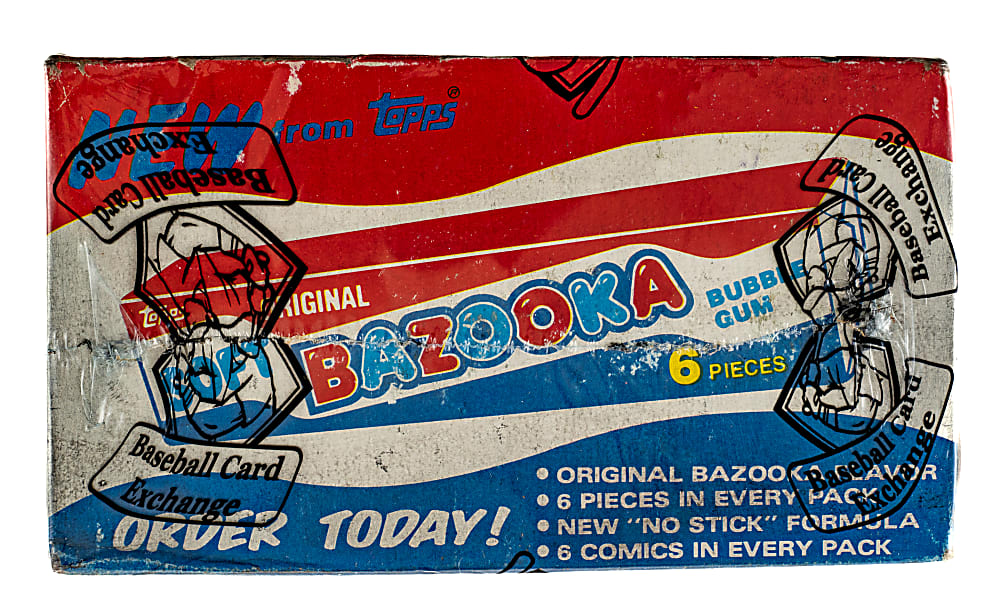 NEW from Topps
Baseball Card
Exchange
Baseball Card
Exchange
Topps ORIGINAL
BAZOOKA
BUBBLE
GUM
6 PIECES
Baseball Card
Exchange
Baseball Card
Exchange
ORDER TODAY!
• ORIGINAL BAZOOKA FLAVOR
• 6 PIECES IN EVERY PACK
• NEW "NO STICK" FORMULA
• 6 COMICS IN EVERY PACK